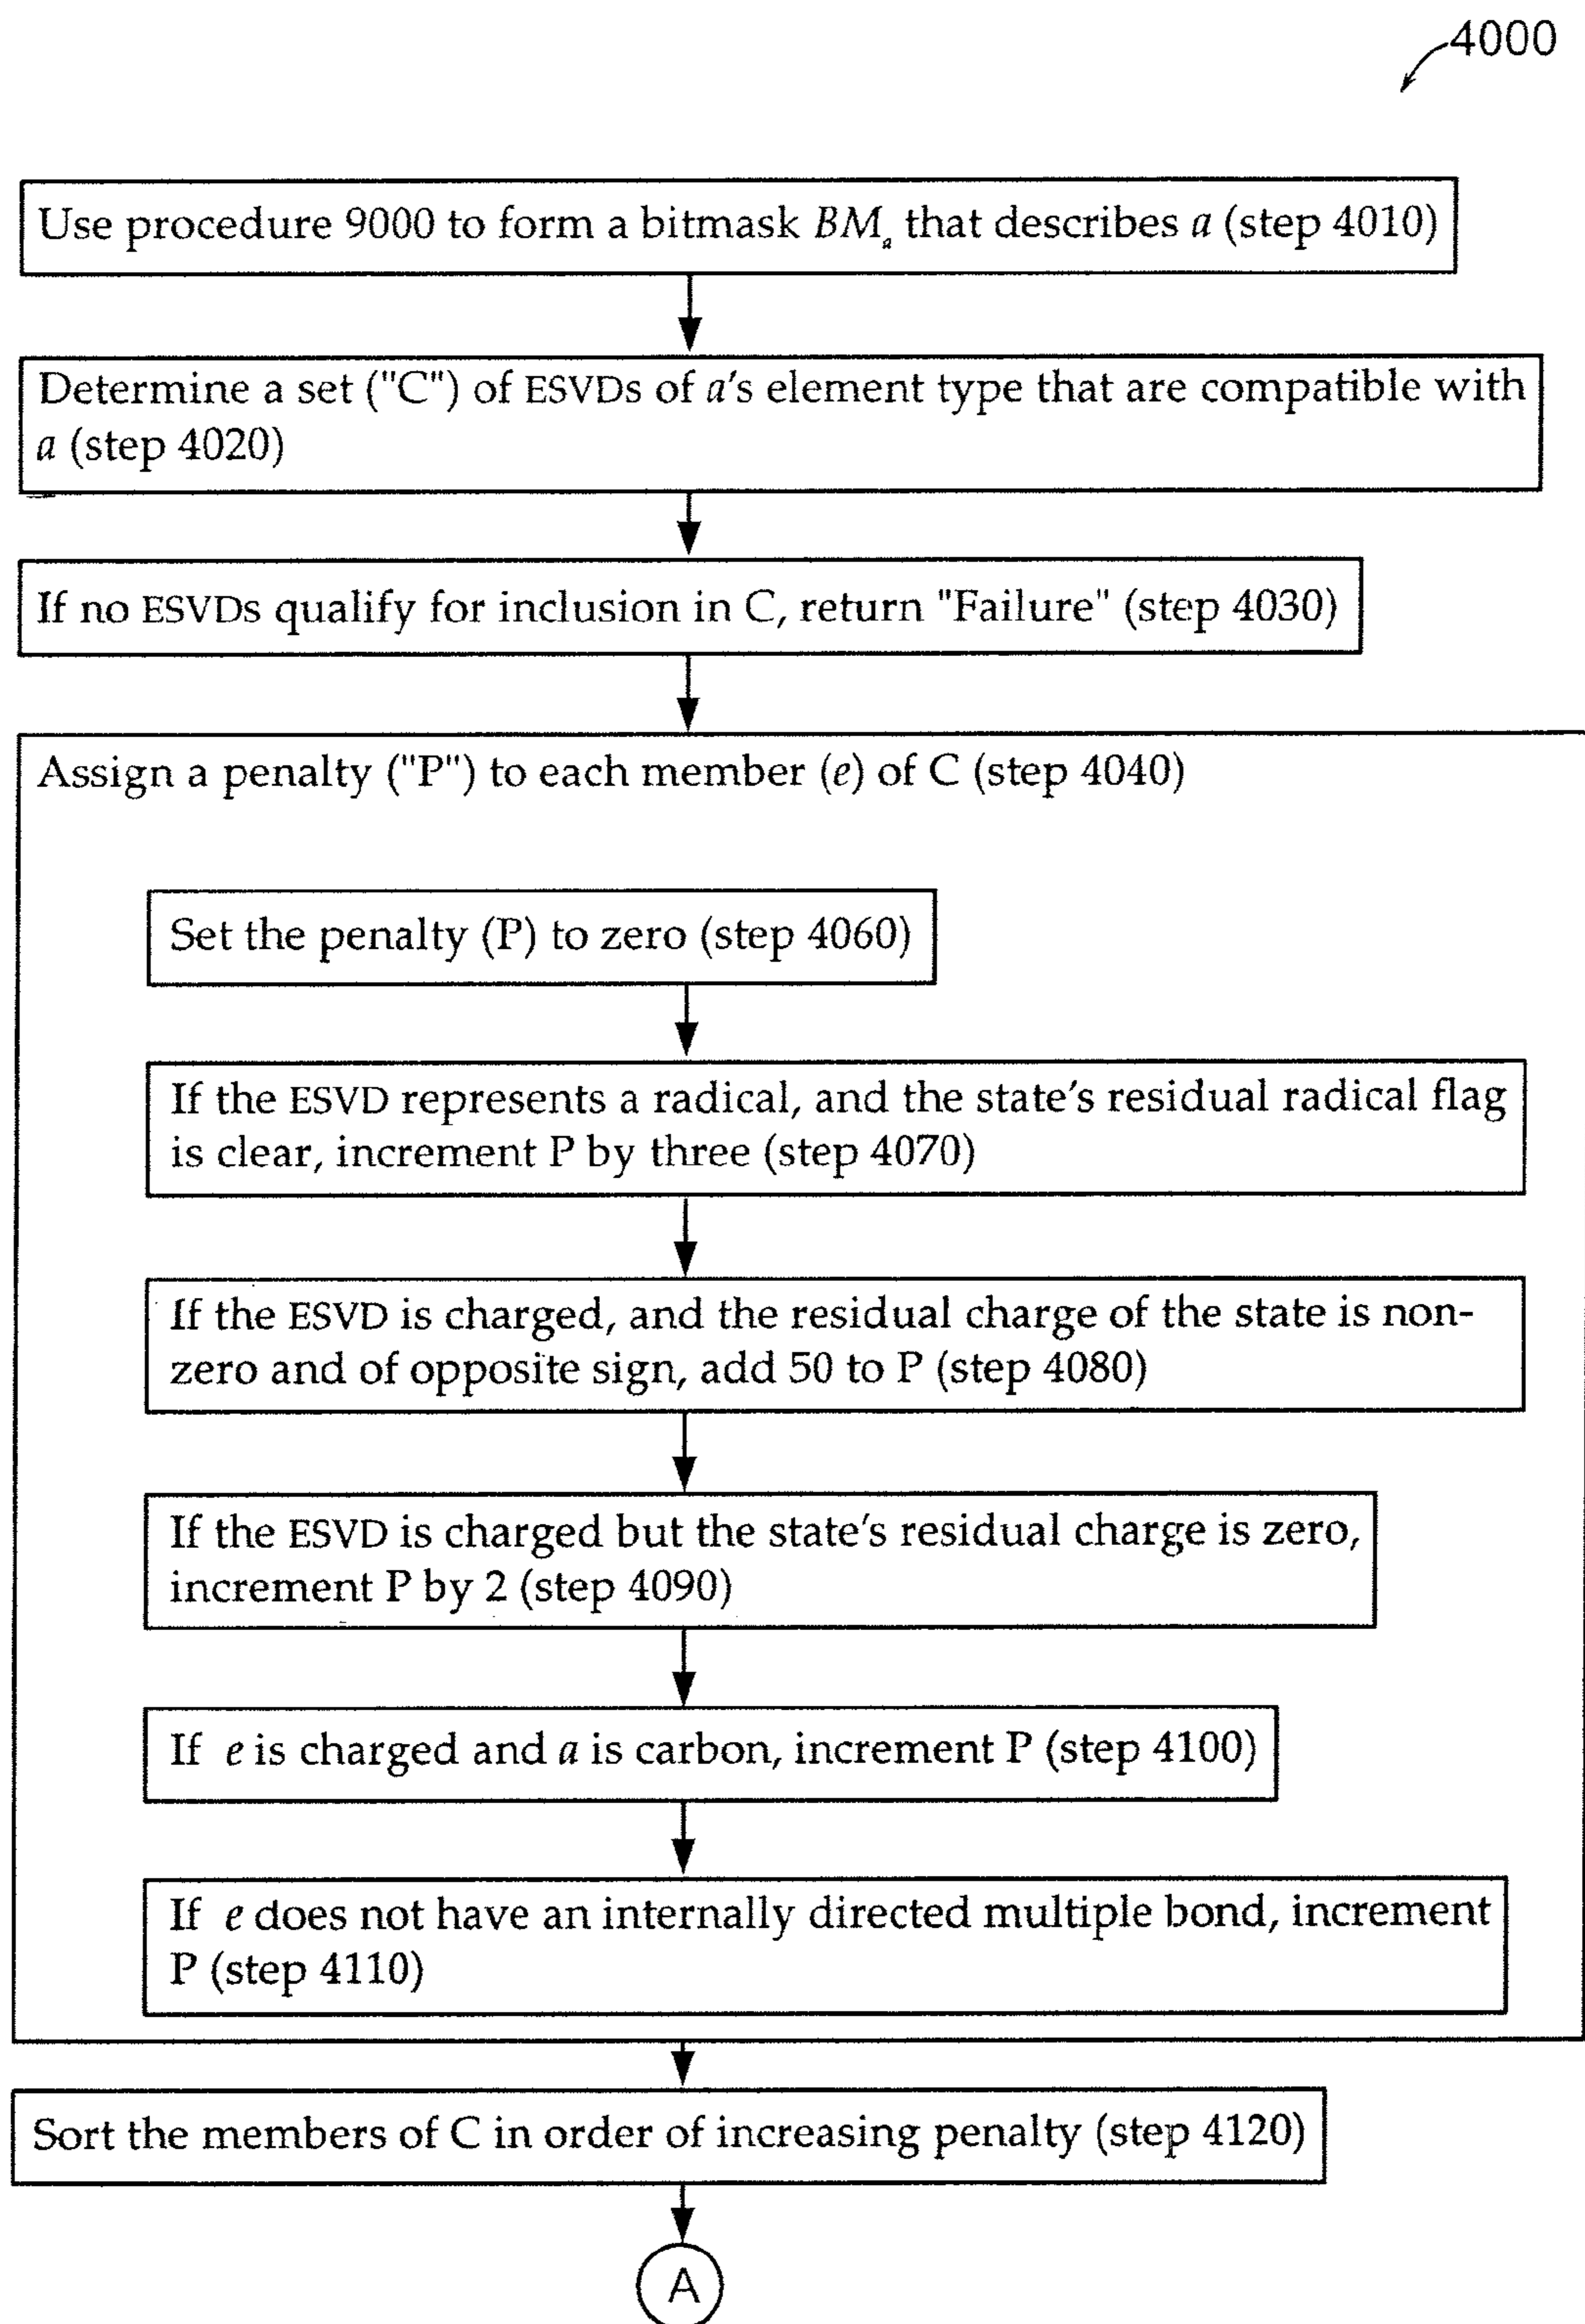 4000
Use procedure 9000 to form a bitmask BMₐ that describes a (step 4010)
Determine a set ("C") of ESVDs of a's element type that are compatible with
a (step 4020)
If no ESVDs qualify for inclusion in C, return "Failure" (step 4030)
Assign a penalty ("P") to each member (e) of C (step 4040)
Set the penalty (P) to zero (step 4060)
If the ESVD represents a radical, and the state's residual radical flag
is clear, increment P by three (step 4070)
If the ESVD is charged, and the residual charge of the state is non-
zero and of opposite sign, add 50 to P (step 4080)
If the ESVD is charged but the state's residual charge is zero,
increment P by 2 (step 4090)
If e is charged and a is carbon, increment P (step 4100)
If e does not have an internally directed multiple bond, increment
P (step 4110)
Sort the members of C in order of increasing penalty (step 4120)
A